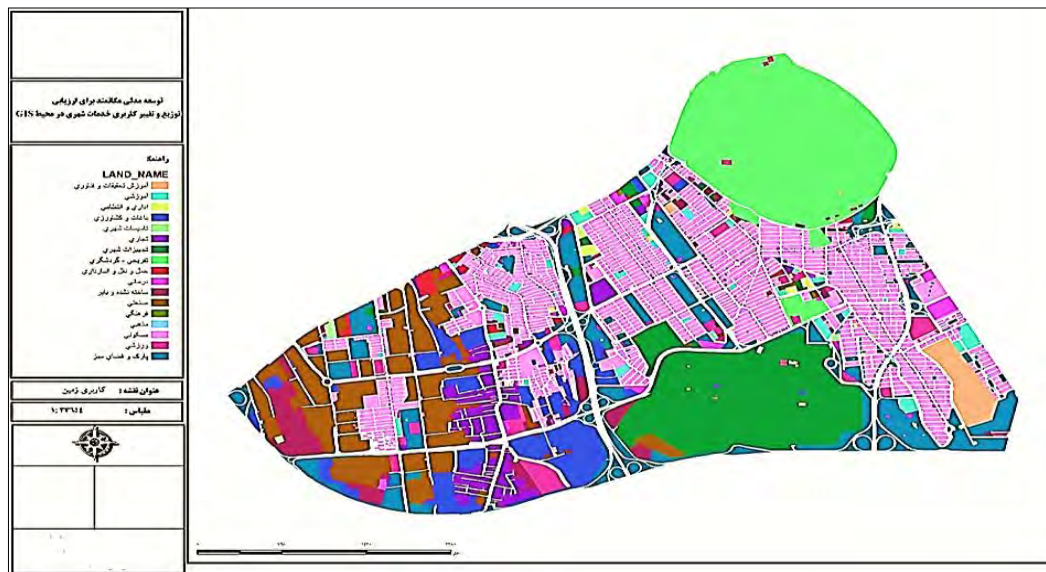 توسعه مدلی مکانمند برای ارزیابی
توزیع و تغییر کاربری خدمات شهری در محیط GIS
راهنما
LAND_NAME
آموزش تحقیقات و فناوری
آموزشی
اداری و انتظامی
باغات و کشاورزی
تاسیسات شهری
تجاری
تجهیزات شهری
تفریحی - گردشگری
حمل و نقل و انبارداری
درمانی
ساخته نشده و بایر
صنعتی
فرهنگی
مذهبی
مسکونی
ورزشی
پارک و فضای سبز
عنوان نقشه : کاربری زمین
مقیاس :